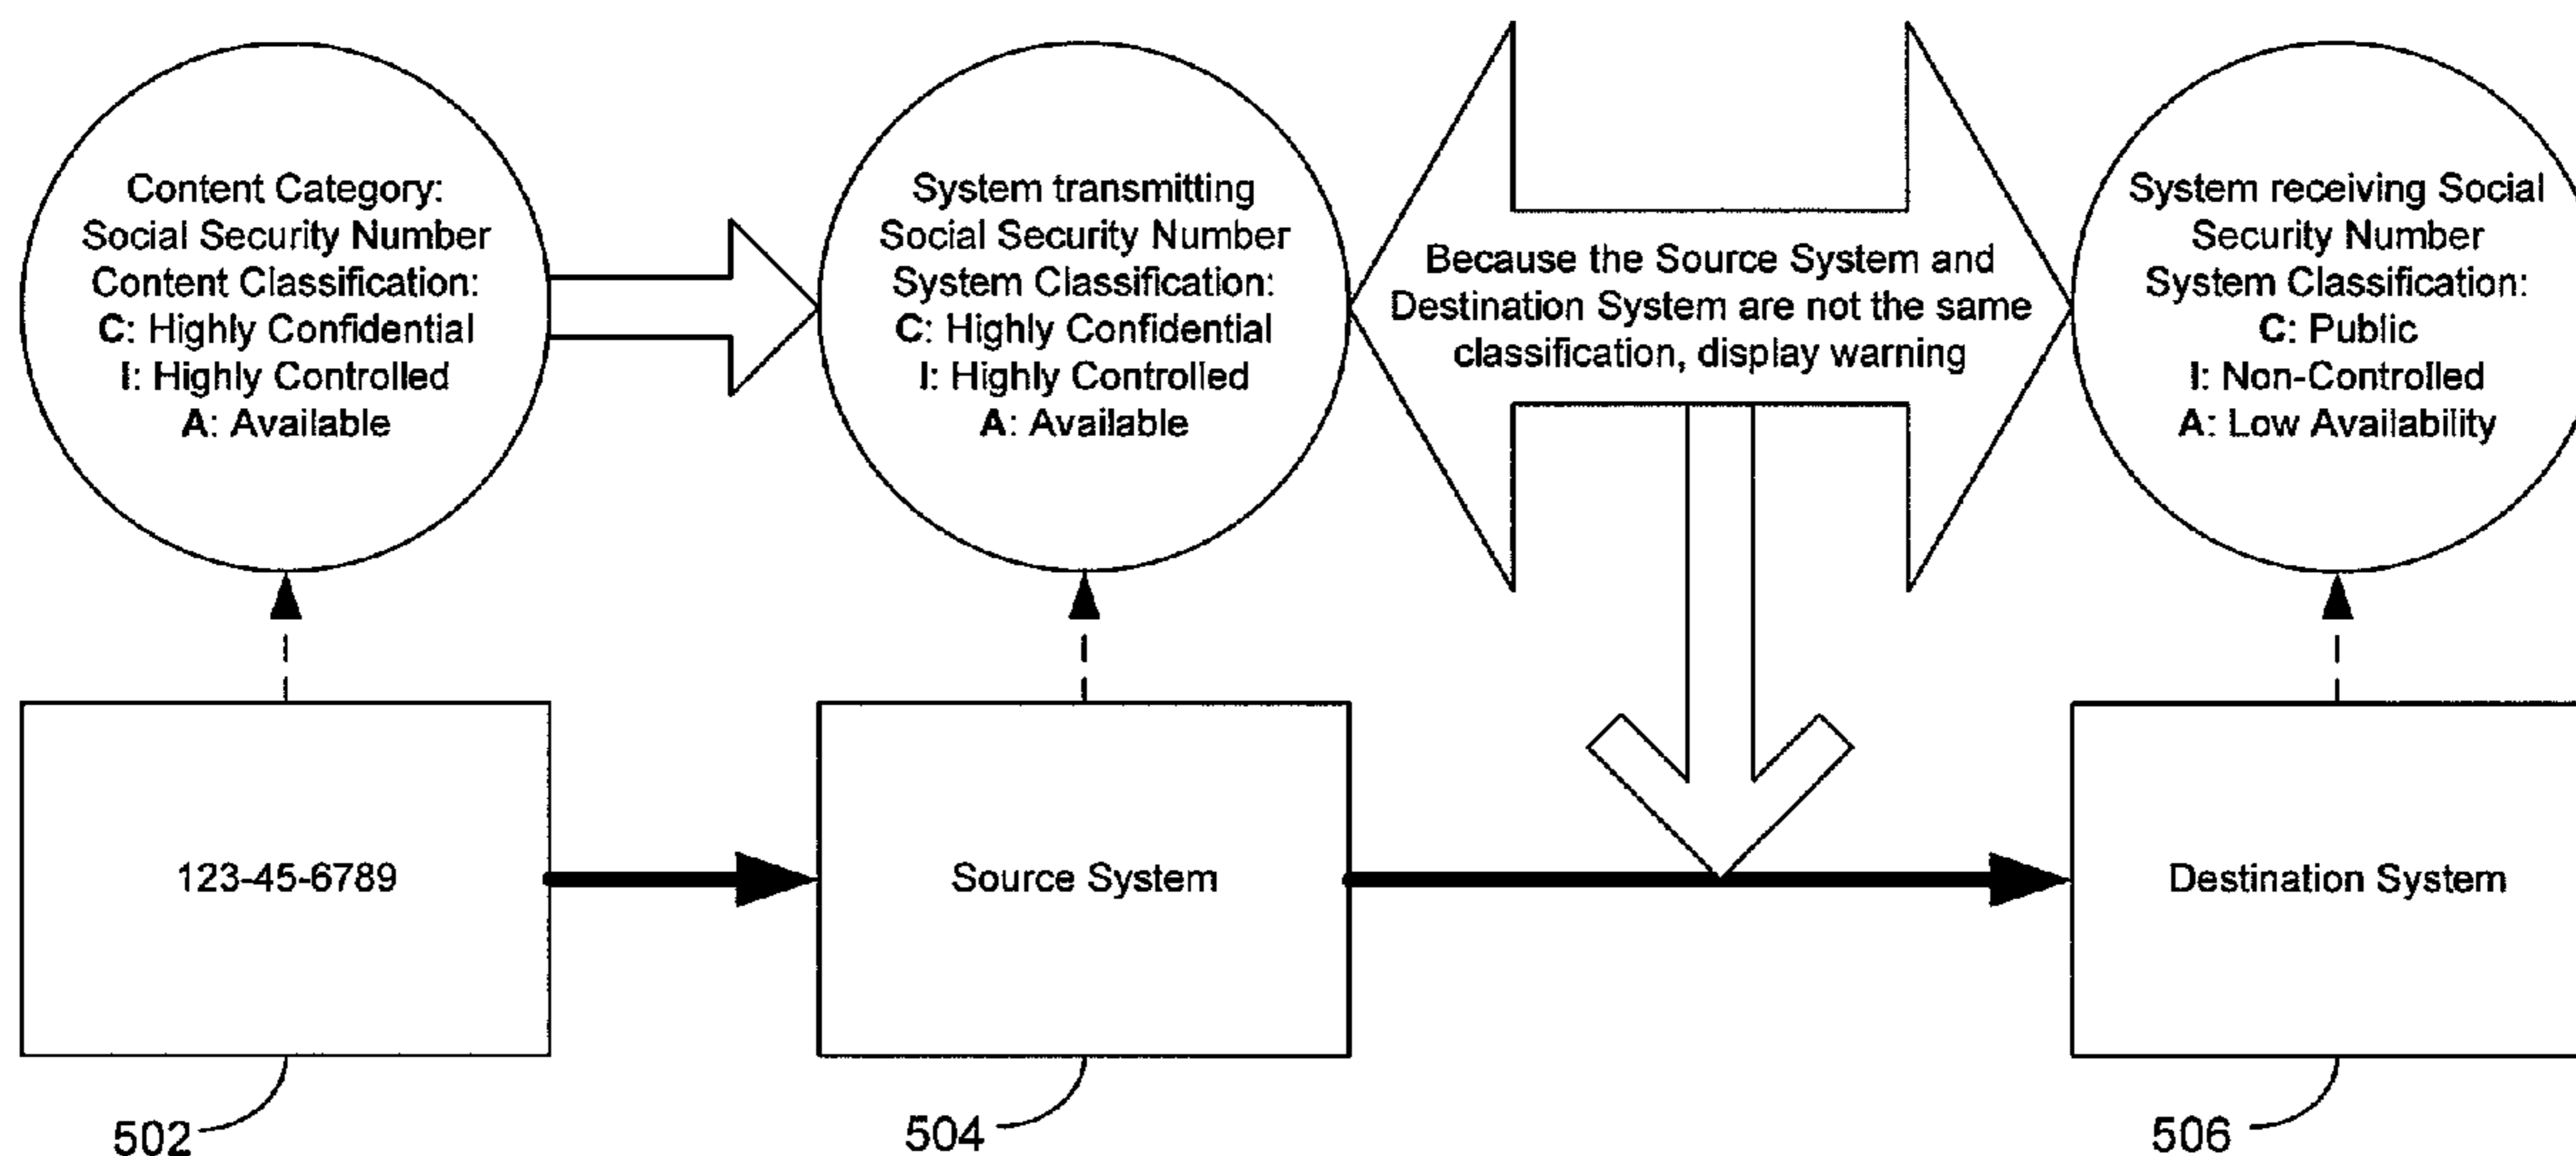 Content Category:
Social Security Number
Content Classification:
C: Highly Confidential
I: Highly Controlled
A: Available
System transmitting
Social Security Number
System Classification:
C: Highly Confidential
I: Highly Controlled
A: Available
Because the Source System and
Destination System are not the same
classification, display warning
System receiving Social
Security Number
System Classification:
C: Public
I: Non-Controlled
A: Low Availability
123-45-6789
Source System
Destination System
502
504
506